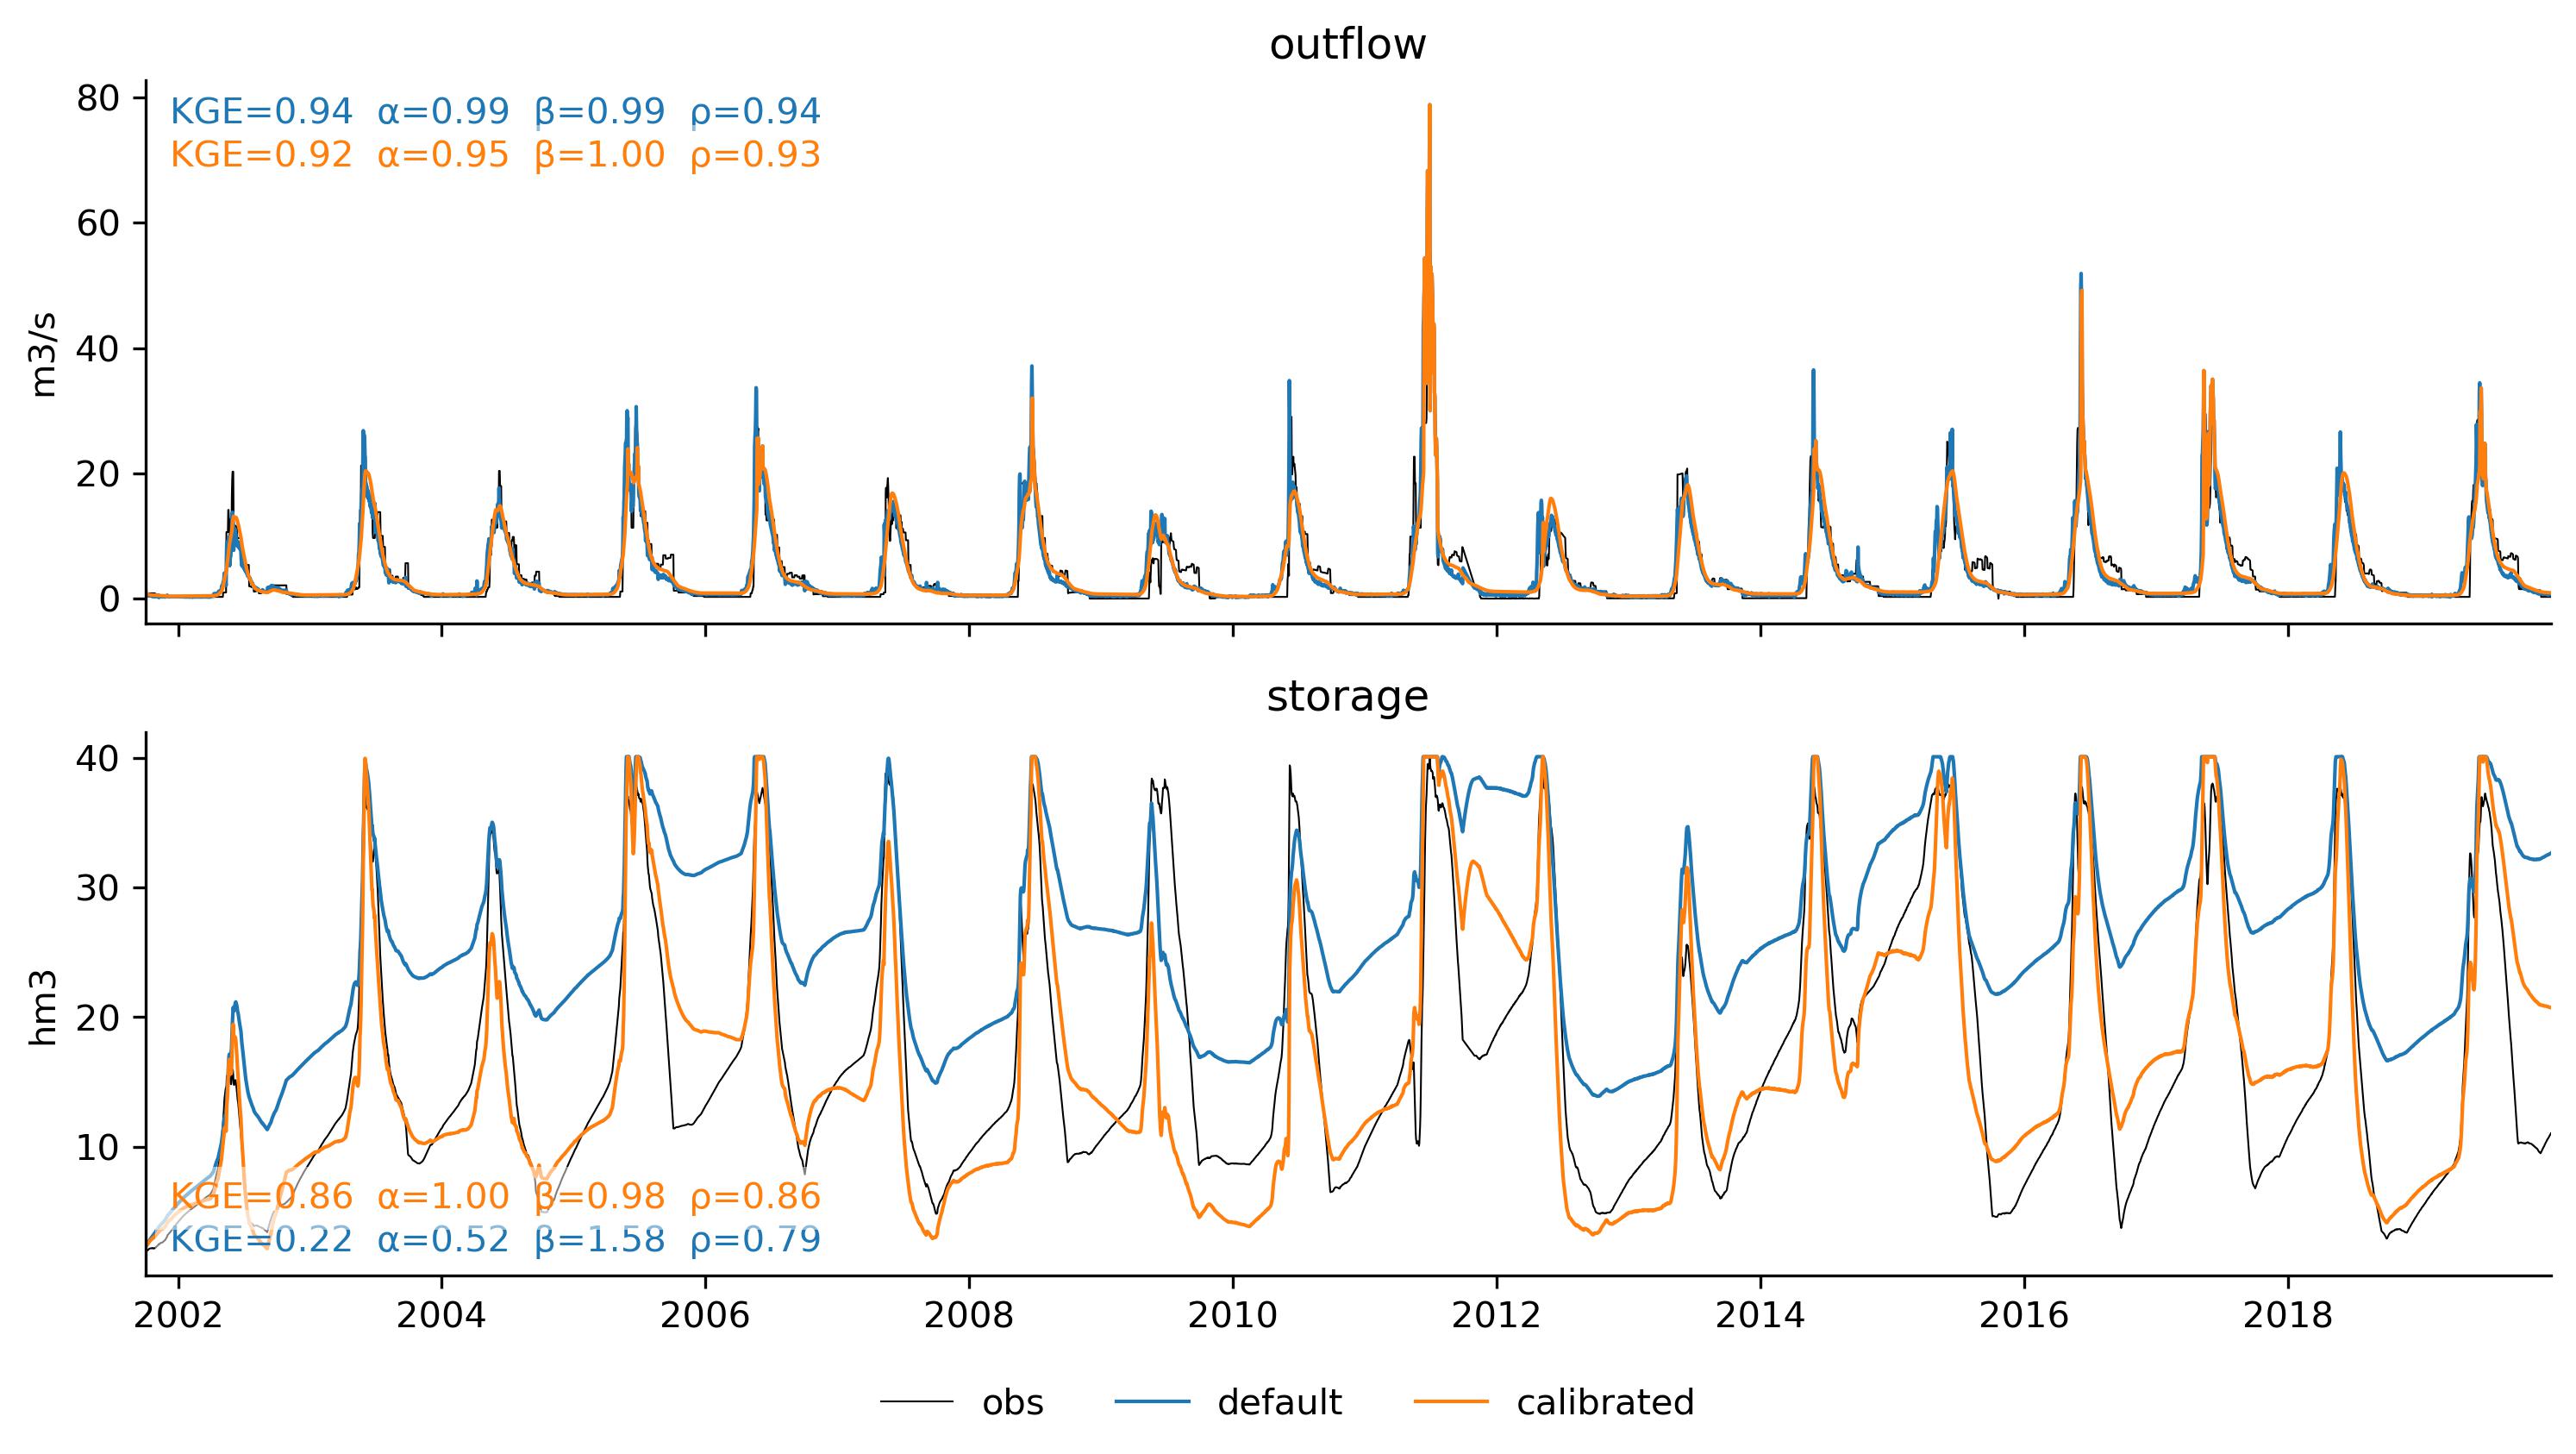 outflow
80
60
40
20
0
m3/s
KGE=0.94 α=0.99 β=0.99 ρ=0.94
KGE=0.92 α=0.95 β=1.00 ρ=0.93
storage
40
30
20
10
hm3
KGE=0.86 α=1.00 β=0.98 ρ=0.86
KGE=0.22 α=0.52 β=1.58 ρ=0.79
2002 2004 2006 2008 2010 2012 2014 2016 2018
obs default calibrated